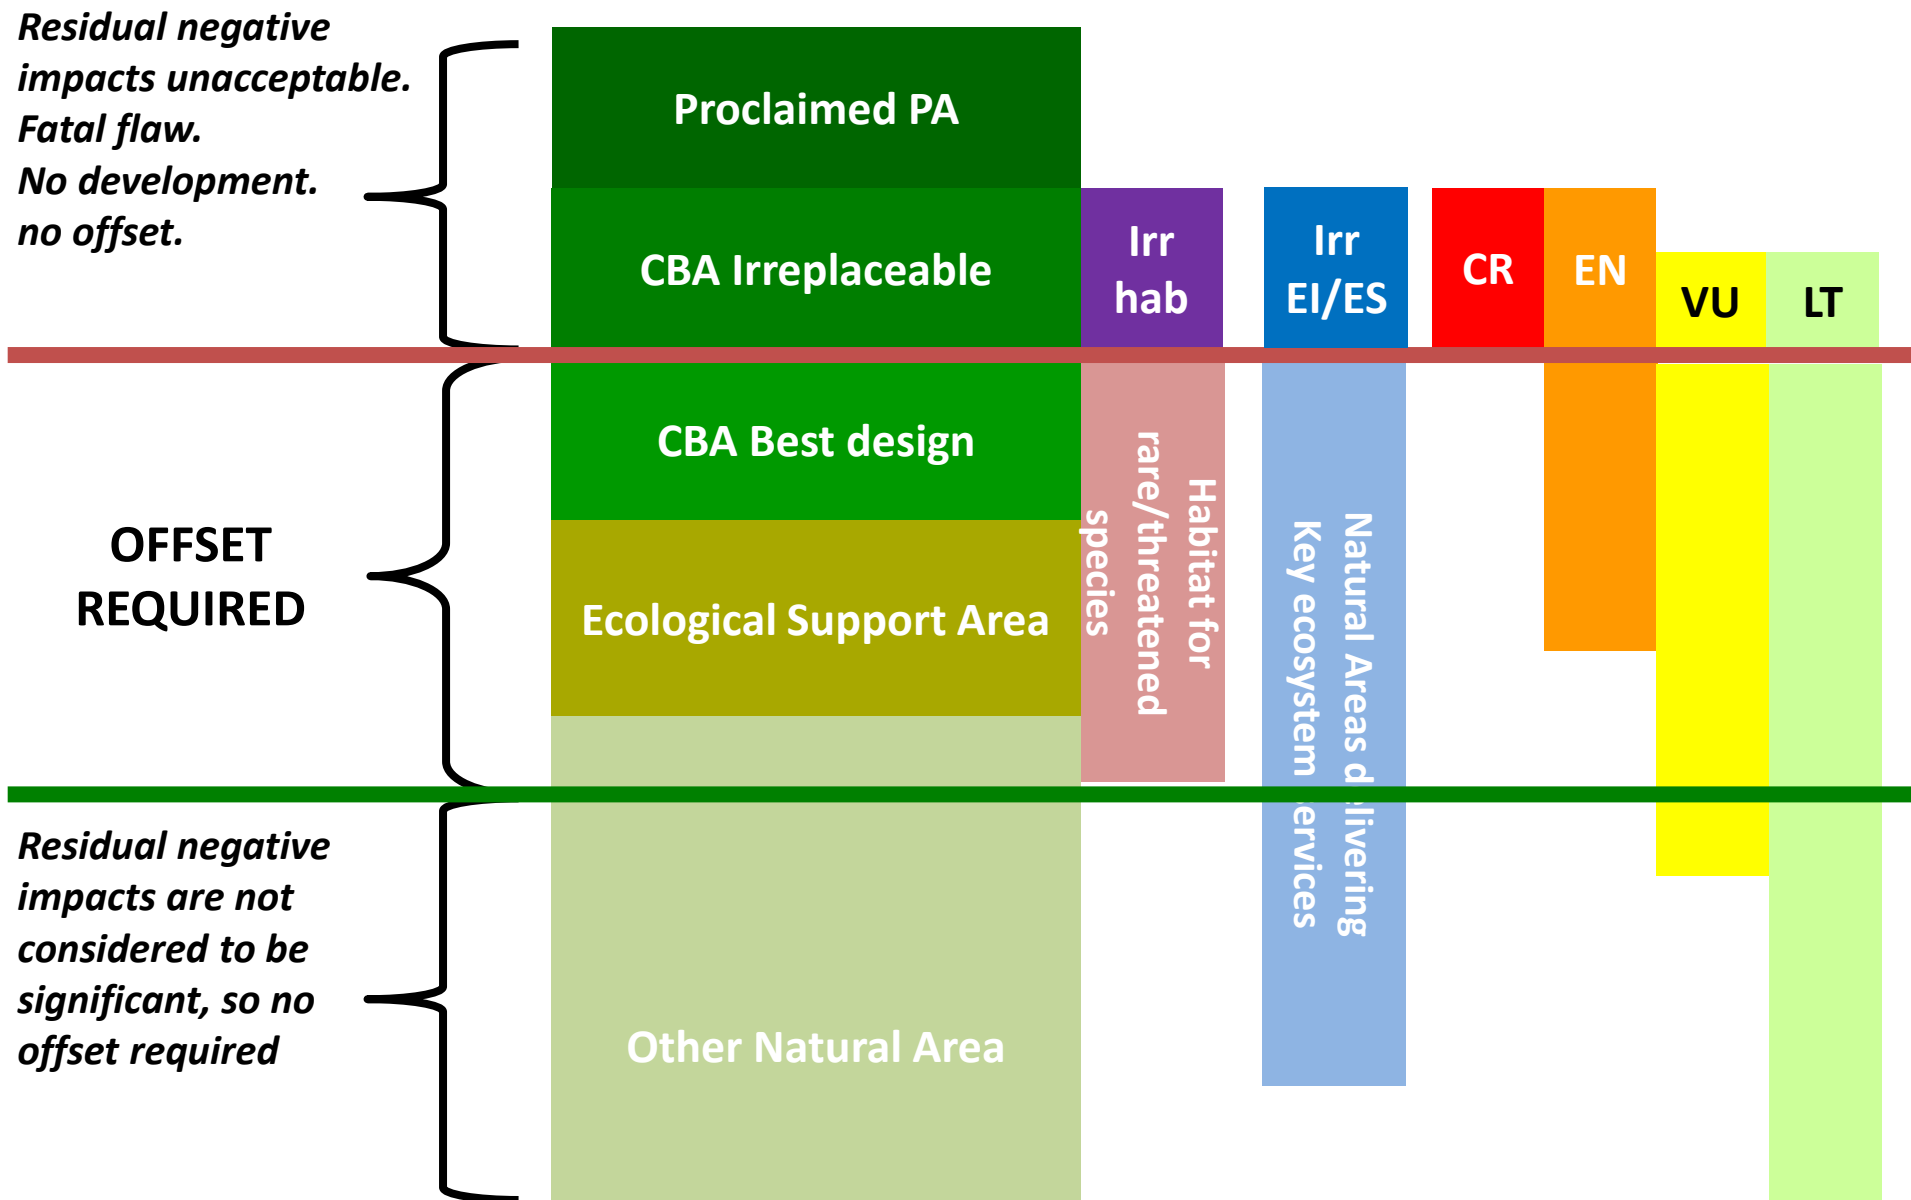 Residual negative
impacts unacceptable.
Fatal flaw.
No development.
no offset.
Proclaimed PA
CBA Irreplaceable
Irr
hab
Irr
EI/ES
CR
EN
VU
LT
OFFSET
REQUIRED
CBA Best design
Ecological Support Area
Habitat for
rare/threatened
species
Natural Areas delivering
Key ecosystem services
Residual negative
impacts are not
considered to be
significant, so no
offset required
Other Natural Area